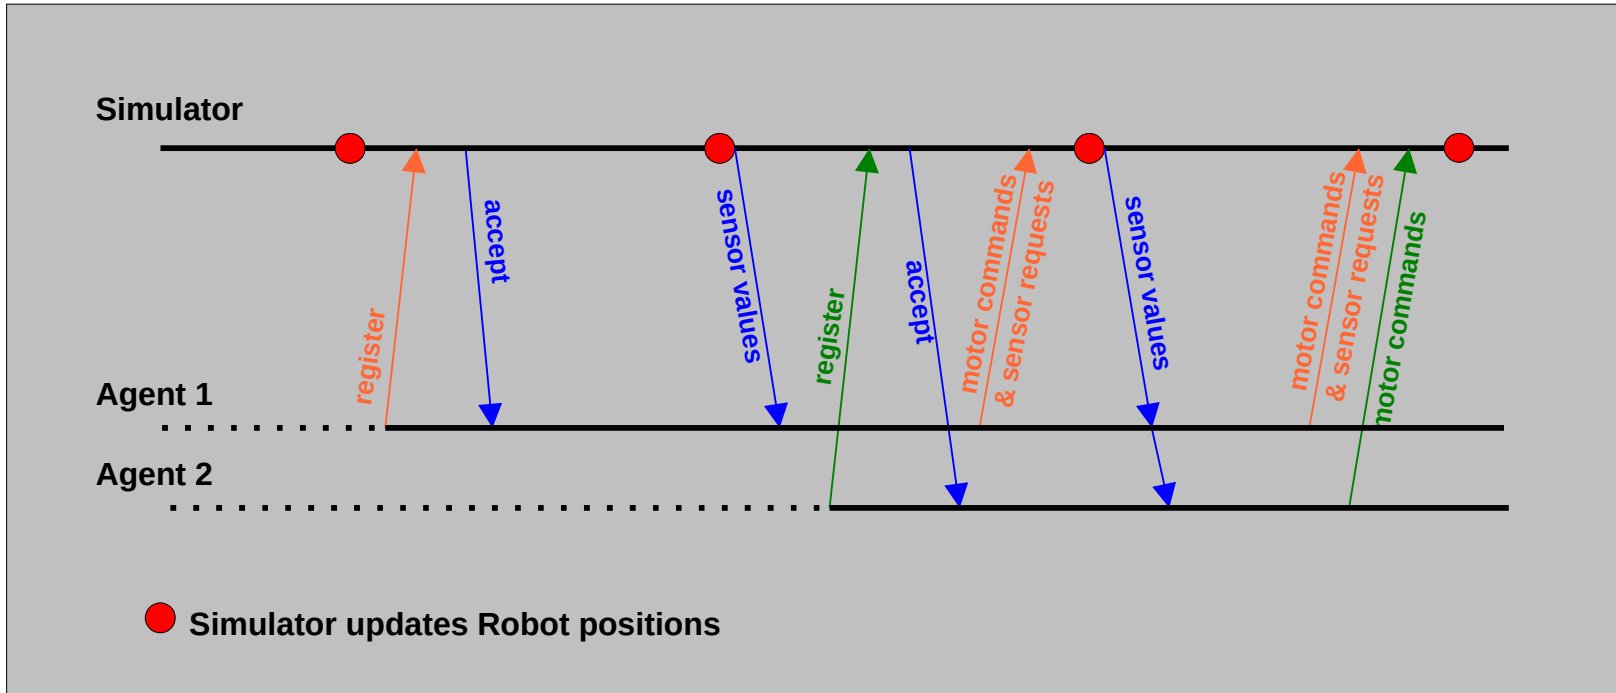 Simulator
accept
sensor values
register
accept
motor commands
& sensor requests
sensor values
motor commands
& sensor requests
motor commands
register
Agent 1
Agent 2
Simulator updates Robot positions